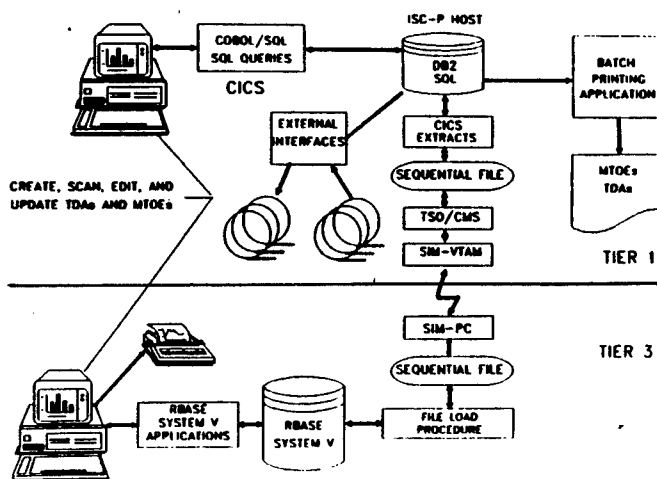 ISC-P HOST
COBOL/SQL
SQL QUERIES
CICS
DB2
SQL
BATCH
PRINTING
APPLICATION
EXTERNAL
INTERFACES
CICS
EXTRACTS
SEQUENTIAL FILE
CREATE, SCAN, EDIT, AND
UPDATE TDAs AND MTOEs
MTOEs
TDAs
TSO/CMS
SIM-VTAM
TIER 1
SIM-PC
TIER 3
SEQUENTIAL FILE
RBASE
SYSTEM V
APPLICATIONS
RBASE
SYSTEM V
FILE LOAD
PROCEDURE